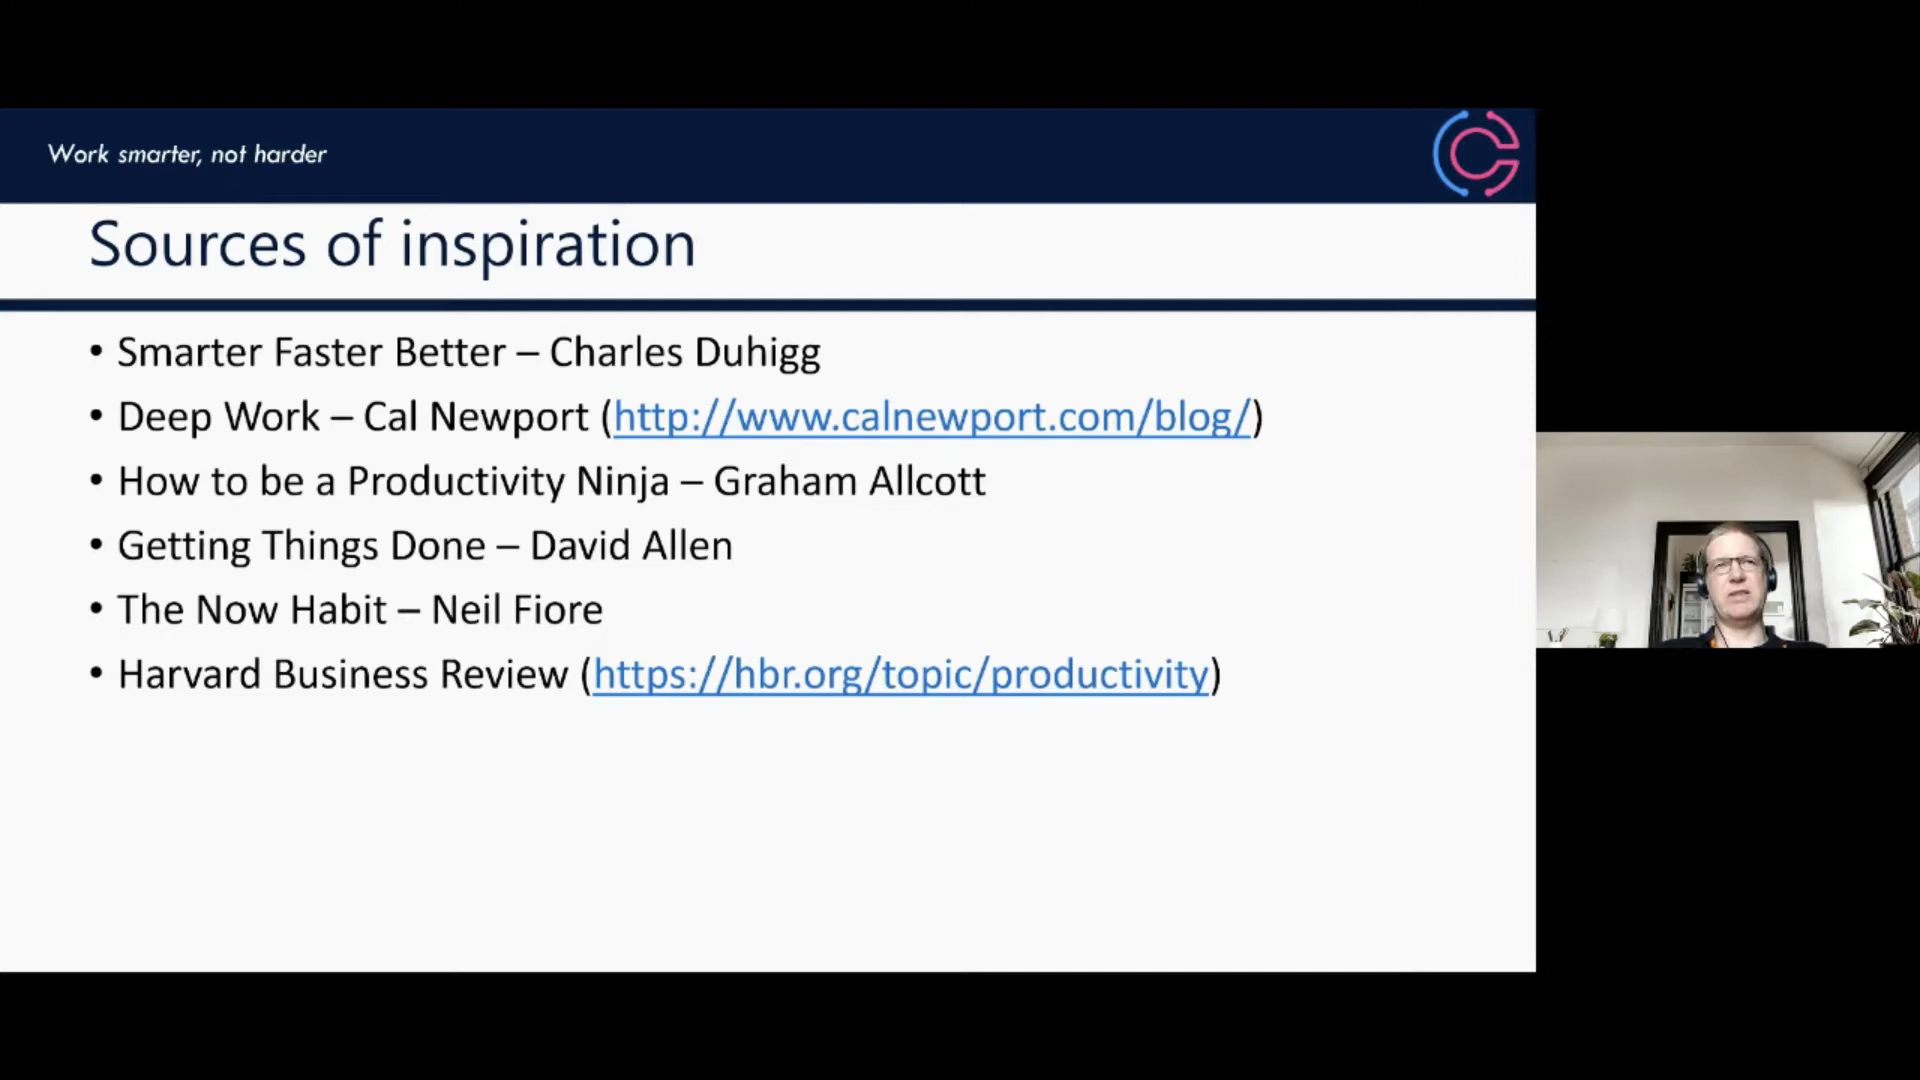 Work smarter, not harder
Sources of inspiration
• Smarter Faster Better – Charles Duhigg
• Deep Work – Cal Newport (http://www.calnewport.com/blog/)
• How to be a Productivity Ninja – Graham Allcott
• Getting Things Done – David Allen
• The Now Habit – Neil Fiore
• Harvard Business Review (https://hbr.org/topic/productivity)